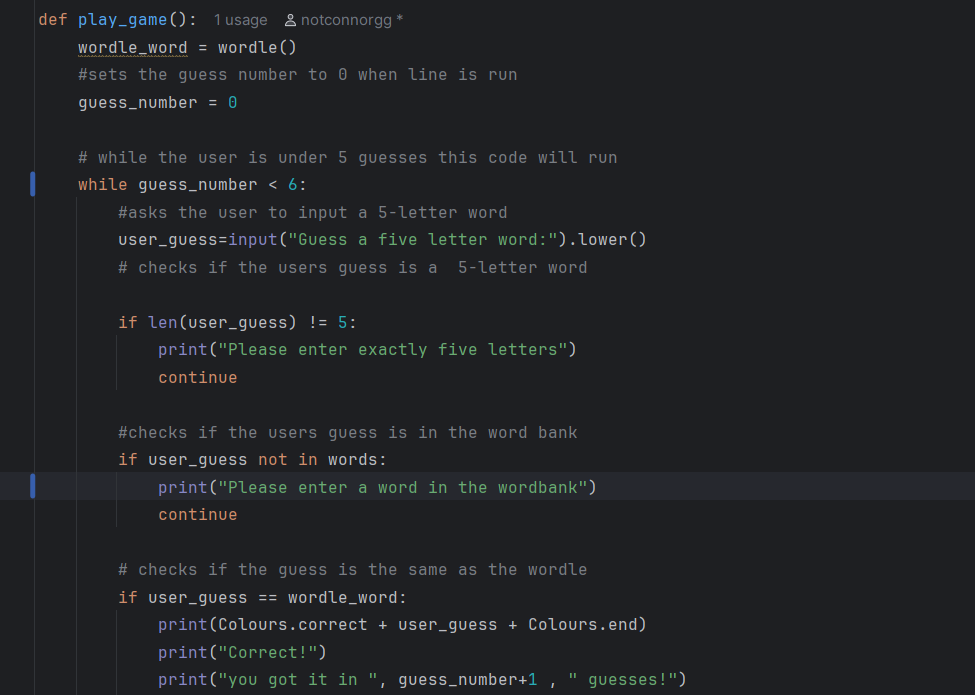 def play_game(): 1 usage notconnorgg *
    wordle_word = wordle()
    #sets the guess number to 0 when line is run
    guess_number = 0

    # while the user is under 5 guesses this code will run
    while guess_number < 6:
        #asks the user to input a 5-letter word
        user_guess=input("Guess a five letter word:").lower()
        # checks if the users guess is a  5-letter word

        if len(user_guess) != 5:
            print("Please enter exactly five letters")
            continue

        #checks if the users guess is in the word bank
        if user_guess not in words:
            print("Please enter a word in the wordbank")
            continue

        # checks if the guess is the same as the wordle
        if user_guess == wordle_word:
            print(Colours.correct + user_guess + Colours.end)
            print("Correct!")
            print("you got it in ", guess_number+1 , " guesses!")